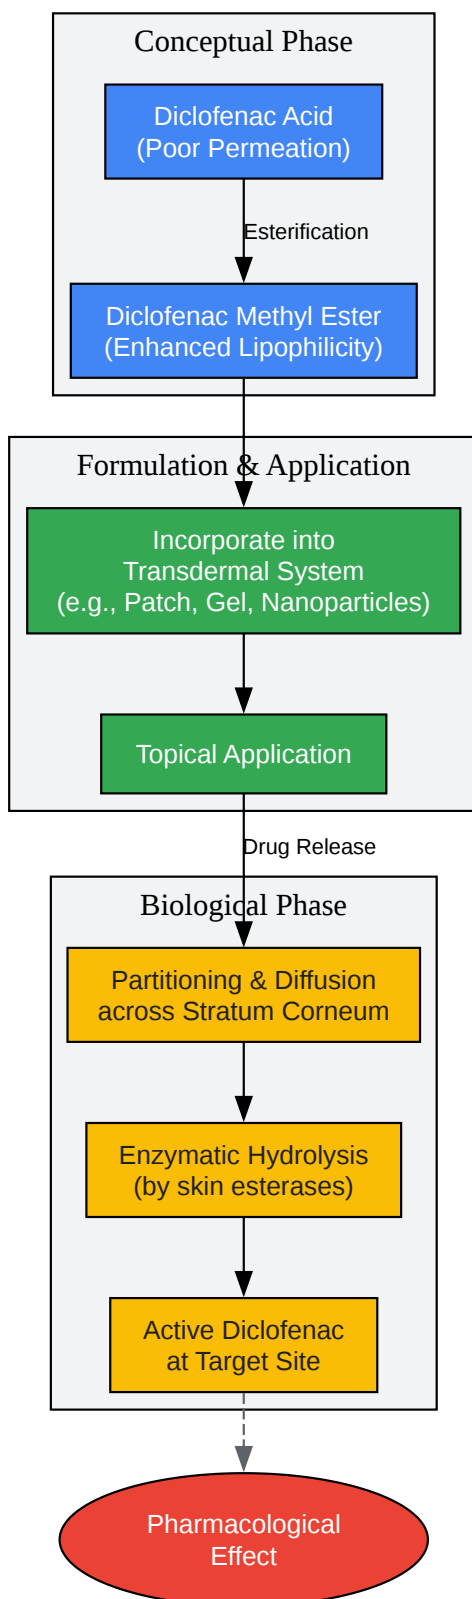 Conceptual Phase
Diclofenac Acid
(Poor Permeation)
Esterification
Diclofenac Methyl Ester
(Enhanced Lipophilicity)
Formulation & Application
Incorporate into
Transdermal System
(e.g., Patch, Gel, Nanoparticles)
Topical Application
Drug Release
Biological Phase
Partitioning & Diffusion
across Stratum Corneum
Enzymatic Hydrolysis
(by skin esterases)
Active Diclofenac
at Target Site
Pharmacological
Effect